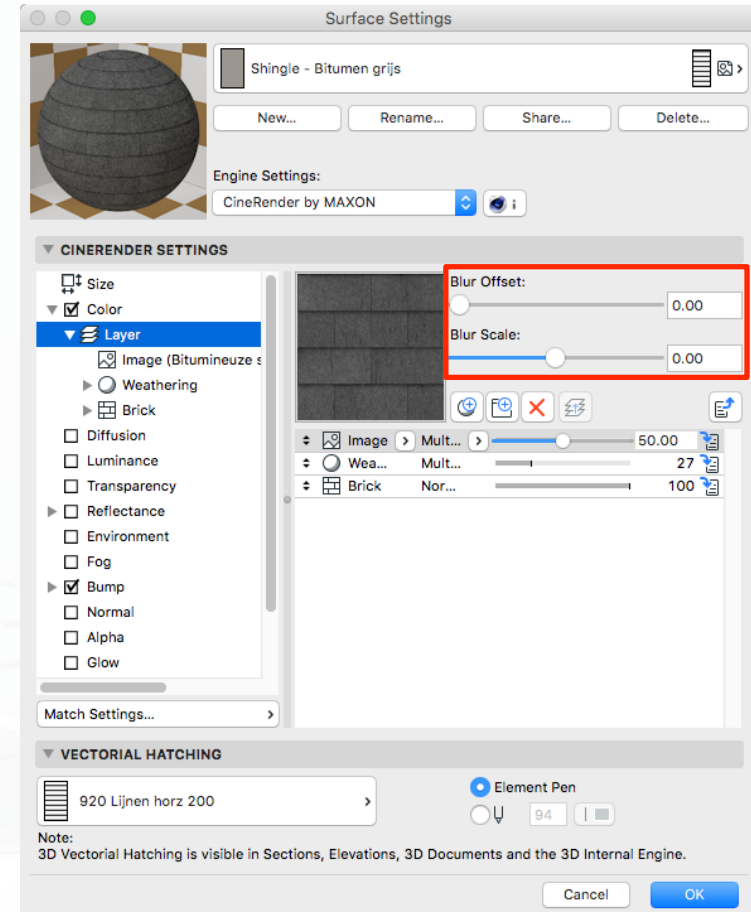 Surface Settings
Shingle - Bitumen grijs
New... Rename... Share... Delete...
Engine Settings:
CineRender by MAXON i
CINERENDER SETTINGS
Size
Color
Layer
Image (Bitumineuze s
Weathering
Brick
Diffusion
Luminance
Transparency
Reflectance
Environment
Fog
Bump
Normal
Alpha
Glow
Match Settings...
Blur Offset:
0.00
Blur Scale:
0.00
Image Mult... 50.00
Wea... Mult... 27
Brick Nor... 100
VECTORIAL HATCHING
920 Lijnen horz 200
Element Pen
94
Note:
3D Vectorial Hatching is visible in Sections, Elevations, 3D Documents and the 3D Internal Engine.
Cancel OK